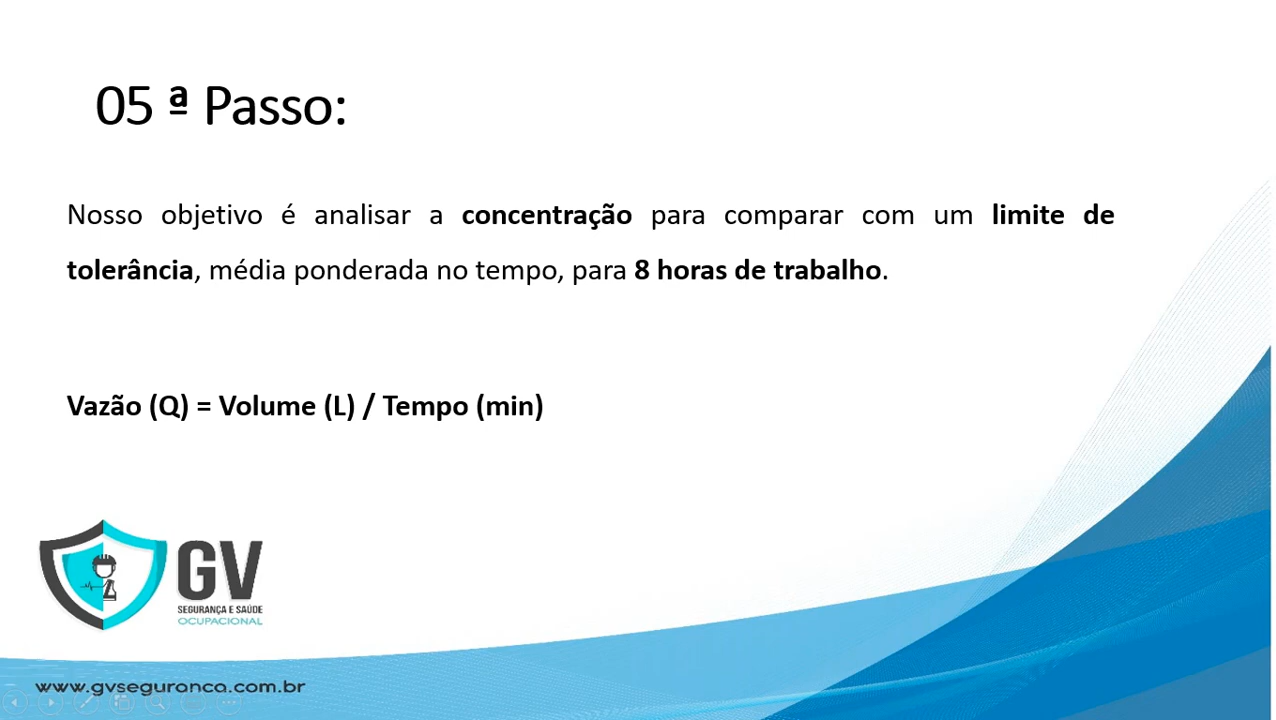 05 ª Passo:
Nosso objetivo é analisar a concentração para comparar com um limite de
tolerância, média ponderada no tempo, para 8 horas de trabalho.
Vazão (Q) = Volume (L) / Tempo (min)
GV
SEGURANÇA E SAÚDE
OCUPACIONAL
www.gvseguranca.com.br